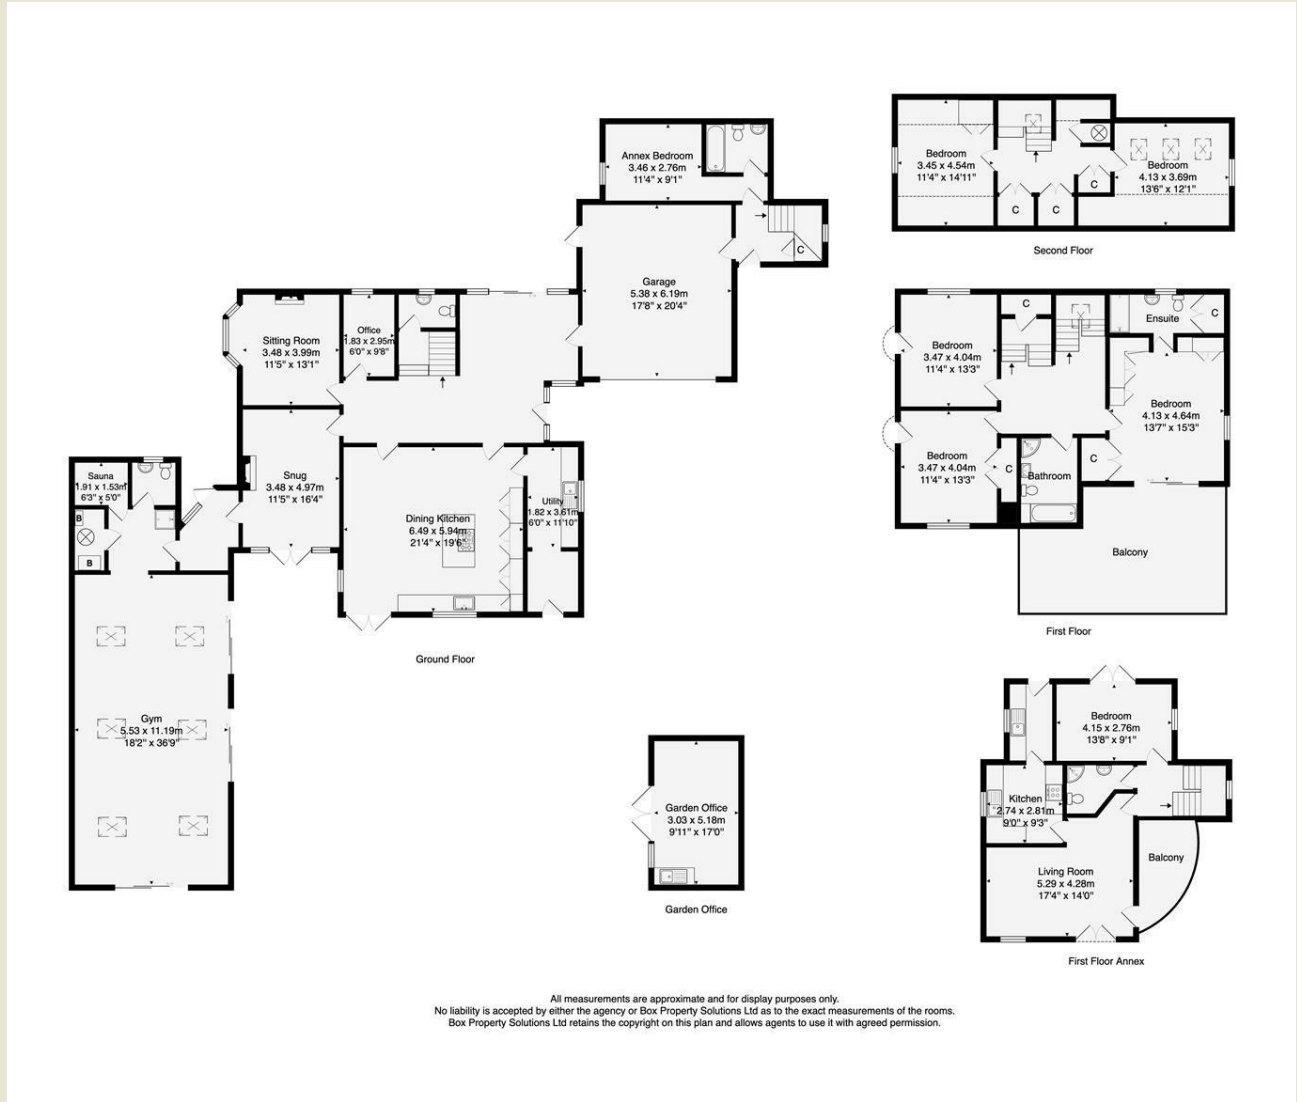 Annex Bedroom
3.46 x 2.76m
11'4" x 9'1"
Garage
5.38 x 6.19m
17'8" x 20'4"
C
Sitting Room
3.48 x 3.99m
11'5" x 13'1"
Office
1.83 x 2.95m
6'0" x 9'8"
Snug
3.48 x 4.97m
11'5" x 16'4"
Sauna
1.91 x 1.53m
6'3" x 5'0"
B
B
Dining Kitchen
6.49 x 5.94m
21'4" x 19'6"
Utility
1.82 x 3.61m
6'0" x 11'10"
Gym
5.53 x 11.19m
18'2" x 36'9"
Ground Floor
Bedroom
3.45 x 4.54m
11'4" x 14'11"
C
C
C
Bedroom
4.13 x 3.69m
13'6" x 12'1"
Second Floor
C
Ensuite
C
Bedroom
3.47 x 4.04m
11'4" x 13'3"
Bedroom
4.13 x 4.64m
13'7" x 15'3"
Bedroom
3.47 x 4.04m
11'4" x 13'3"
C
Bathroom
C
Balcony
First Floor
Garden Office
3.03 x 5.18m
9'11" x 17'0"
Garden Office
Bedroom
4.15 x 2.76m
13'8" x 9'1"
Kitchen
2.74 x 2.81m
9'0" x 9'3"
Living Room
5.29 x 4.28m
17'4" x 14'0"
Balcony
First Floor Annex
All measurements are approximate and for display purposes only.
No liability is accepted by either the agency or Box Property Solutions Ltd as to the exact measurements of the rooms.
Box Property Solutions Ltd retains the copyright on this plan and allows agents to use it with agreed permission.